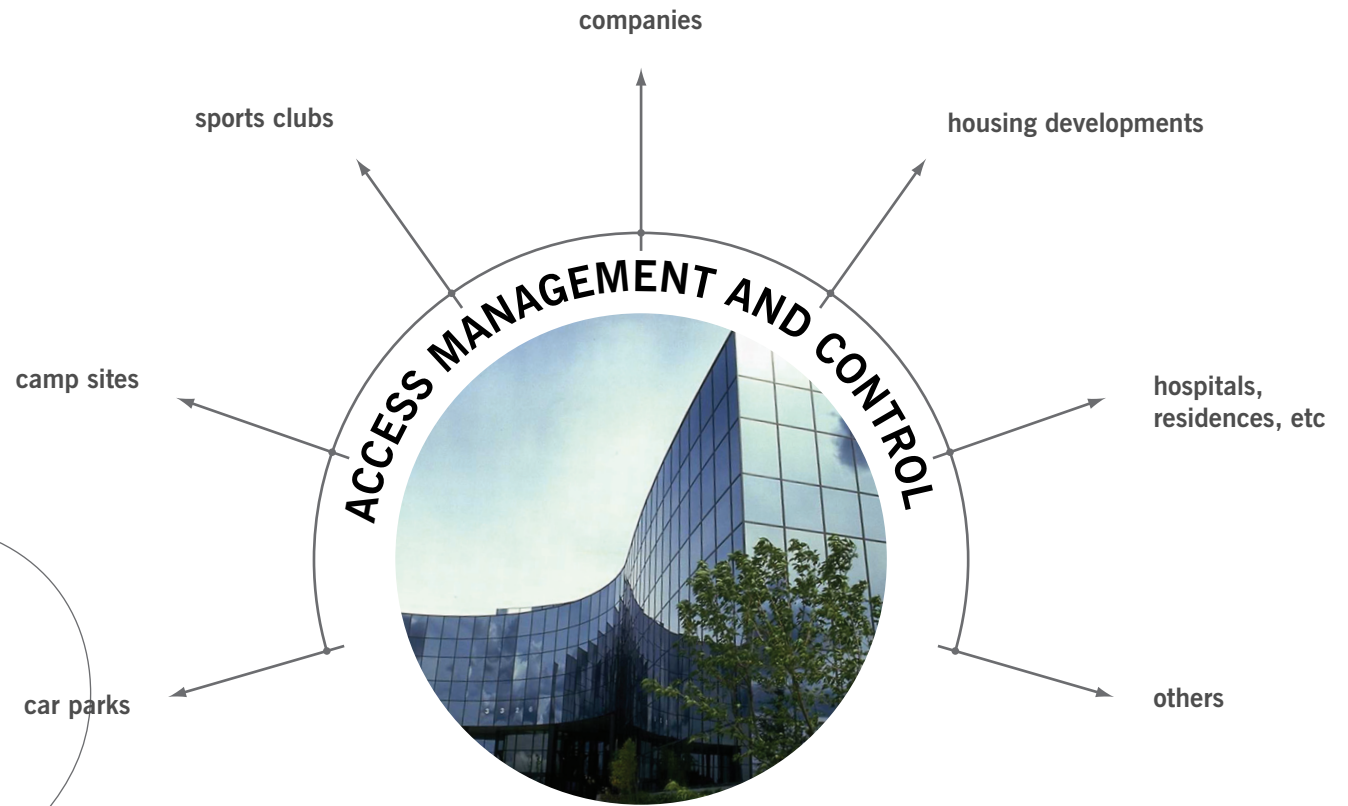 companies
sports clubs
housing developments
ACCESS MANAGEMENT AND CONTROL
camp sites
hospitals,
residences, etc
car parks
others